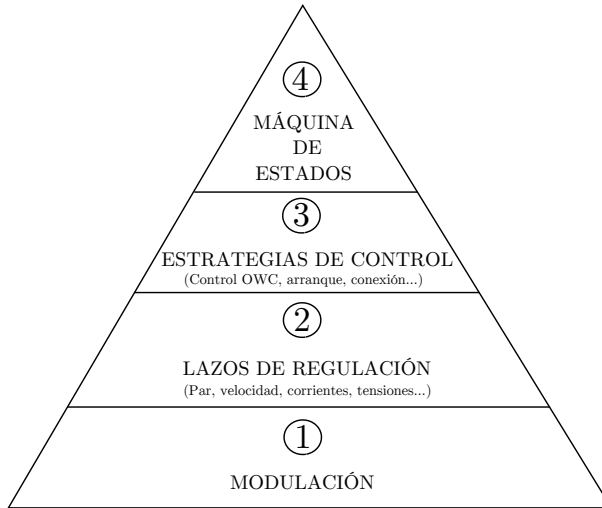 4
MÁQUINA
DE
ESTADOS
3
ESTRATEGIAS DE CONTROL
(Control OWC, arranque, conexión...)
2
LAZOS DE REGULACIÓN
(Par, velocidad, corrientes, tensiones...)
1
MODULACIÓN